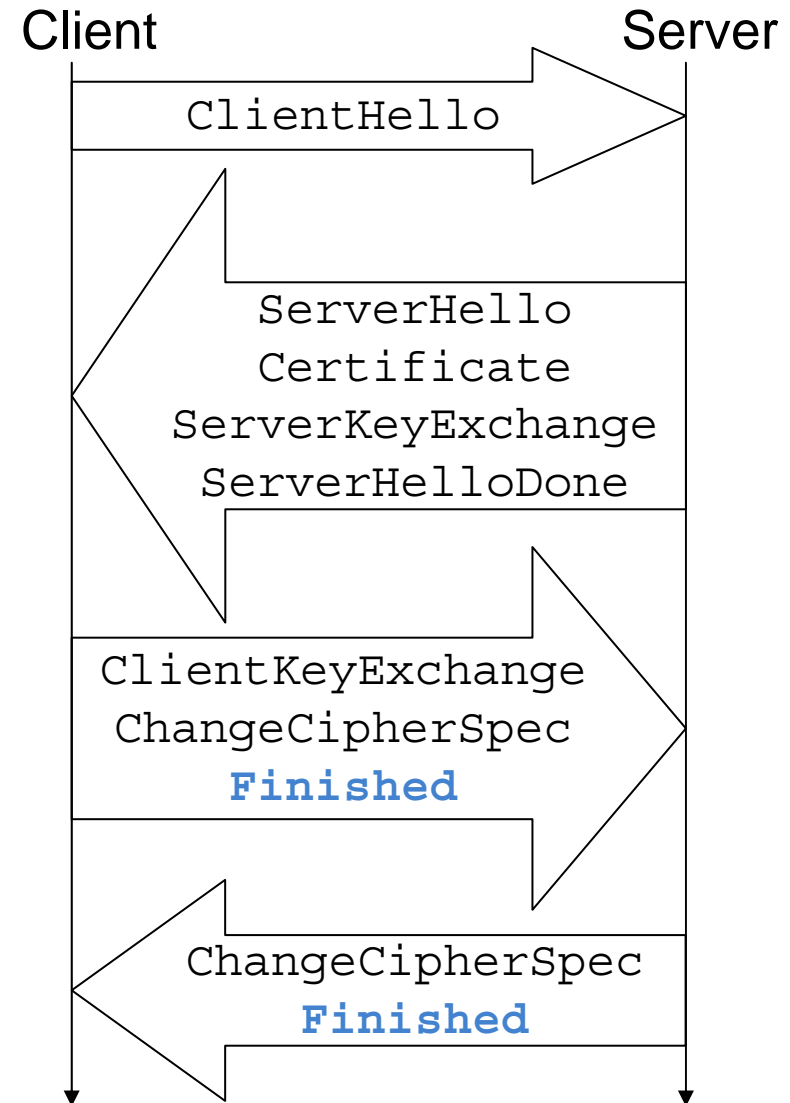 Client Server
ClientHello
ServerHello
Certificate
ServerKeyExchange
ServerHelloDone
ClientKeyExchange
ChangeCipherSpec
Finished
ChangeCipherSpec
Finished